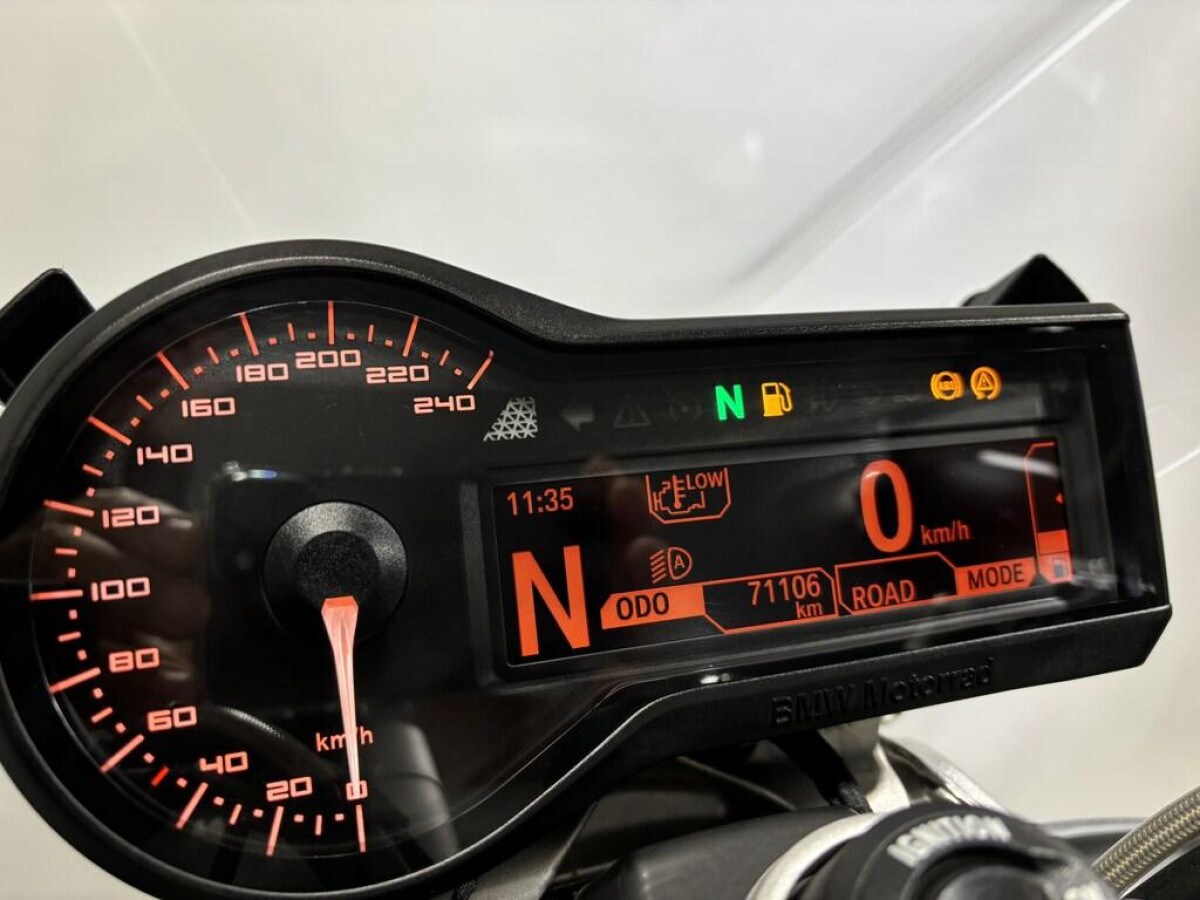 240
220
200
180
160
140
120
100
80
60
40
20
0
km/h
N
ABS
11:35
LOW
0 km/h
N
A
ODO 71106 km
ROAD MODE
BMW Motorrad
IGNITION